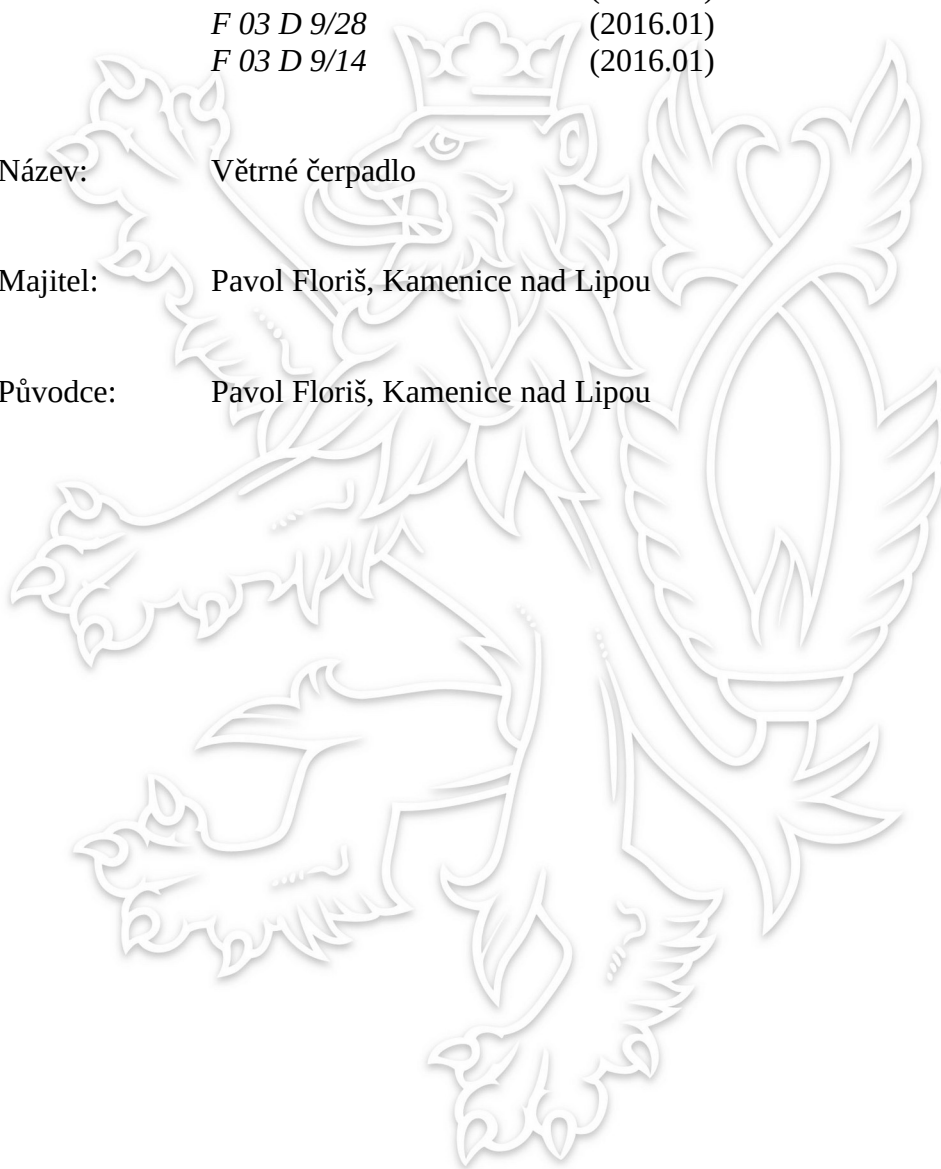 F 03 D 9/28 (2016.01)
F 03 D 9/14 (2016.01)
Název: Větrné čerpadlo
Majitel: Pavol Floriš, Kamenice nad Lipou
Původce: Pavol Floriš, Kamenice nad Lipou